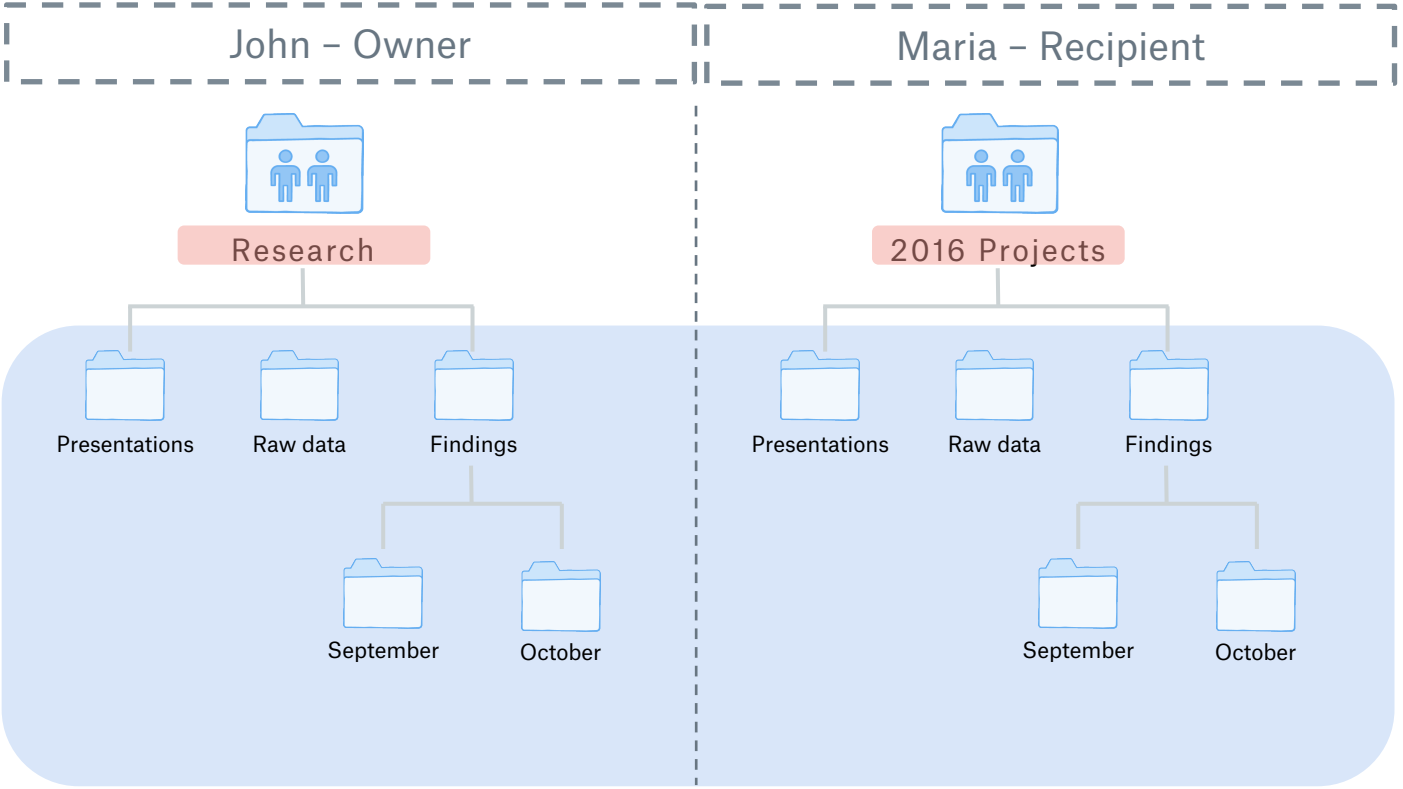 John – Owner
Maria – Recipient
Research
2016 Projects
Presentations
Raw data
Findings
Presentations
Raw data
Findings
September
October
September
October